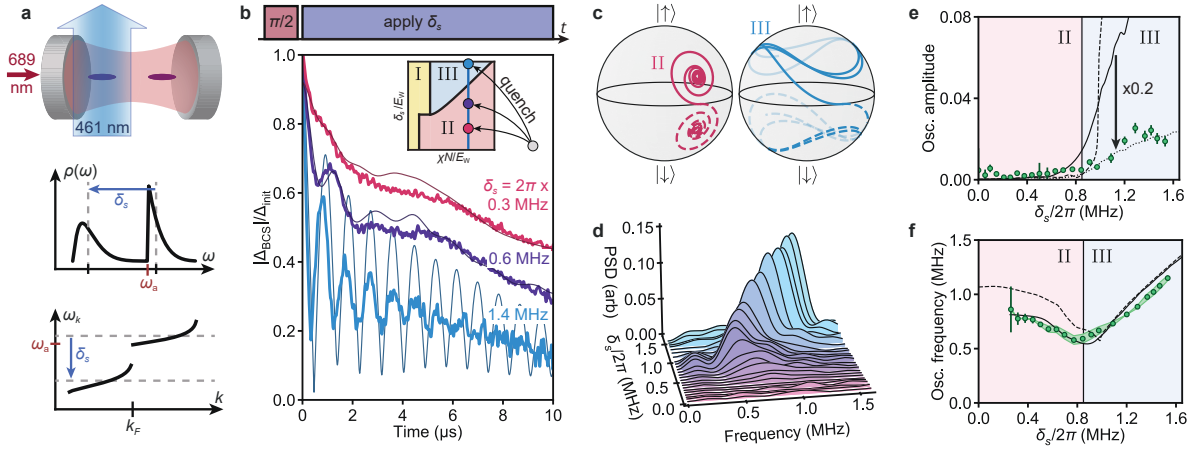 a
689
nm
461 nm
ρ(ω)
δs
ω
ωa
ωk
ωa
δs
k
kF
b
π/2
apply δs
t
|ΔBCS|/Δinit
1.0
0.8
0.6
0.4
0.2
0.0
0
2
4
6
8
10
Time (μs)
I
III
II
δs/EW
χN/EW
quench
δs = 2π x
0.3 MHz
0.6 MHz
1.4 MHz
c
|↑⟩
|↑⟩
II
III
|↓⟩
|↓⟩
d
PSD (arb)
0.15
0.10
0.05
0.00
1.5
1.0
0.5
0.0
δs/2π (MHz)
0.0
0.4
0.8
1.2
1.6
Frequency
(MHz)
e
Osc. amplitude
0.08
0.04
0.00
II
III
x0.2
0.0
0.4
0.8
1.2
1.6
δs/2π (MHz)
f
Osc. frequency
(MHz)
1.5
1.0
0.5
0.0
II
III
0.0
0.4
0.8
1.2
1.6
δs/2π (MHz)